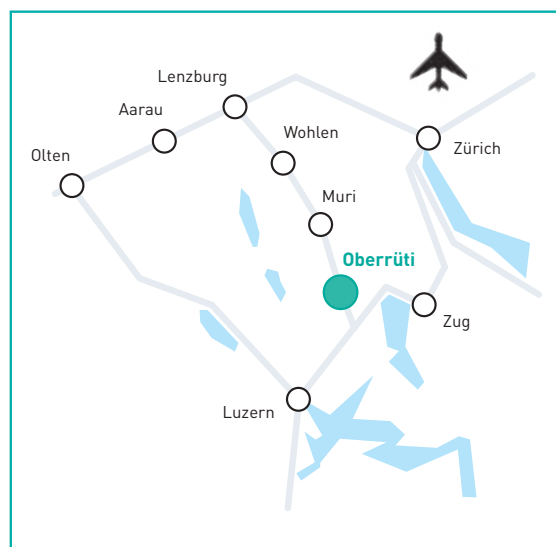 Lenzburg
Aarau
Wohlen
Zürich
Olten
Muri
Oberrüti
Zug
Luzern